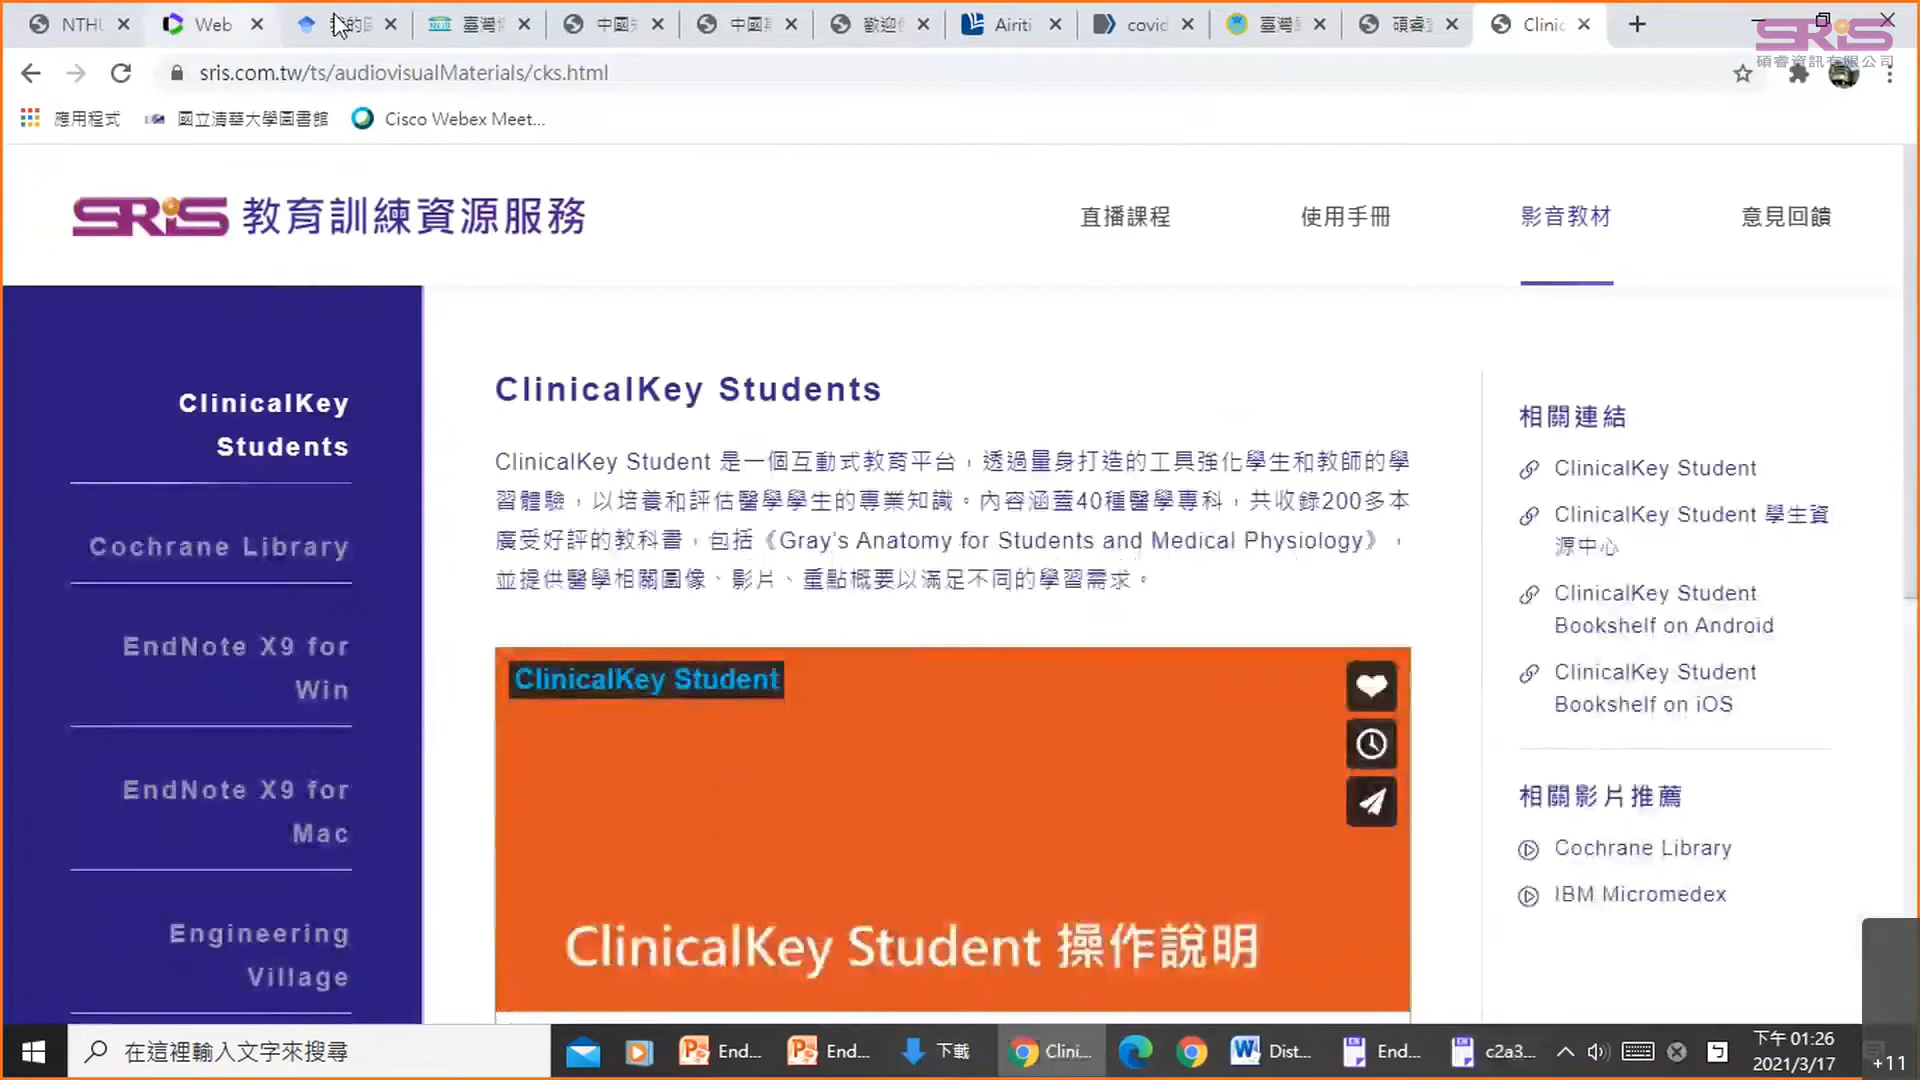 NTHU
Web
的
臺灣
中國
中國
歡迎
Airiti
covid
臺灣
碩睿
Clinic
SRIS
碩睿資訊有限公司
sris.com.tw/ts/audiovisualMaterials/cks.html
應用程式
國立清華大學圖書館
Cisco Webex Meet...
SRIS 教育訓練資源服務
直播課程
使用手冊
影音教材
意見回饋
ClinicalKey
Students
Cochrane Library
EndNote X9 for
Win
EndNote X9 for
Mac
Engineering
Village
ClinicalKey Students
ClinicalKey Student 是一個互動式教育平台，透過量身打造的工具強化學生和教師的學
習體驗，以培養和評估醫學學生的專業知識。內容涵蓋40種醫學專科，共收錄200多本
廣受好評的教科書，包括《Gray's Anatomy for Students and Medical Physiology》，
並提供醫學相關圖像、影片、重點概要以滿足不同的學習需求。
ClinicalKey Student
ClinicalKey Student 操作說明
相關連結
ClinicalKey Student
ClinicalKey Student 學生資
源中心
ClinicalKey Student
Bookshelf on Android
ClinicalKey Student
Bookshelf on iOS
相關影片推薦
Cochrane Library
IBM Micromedex
在這裡輸入文字來搜尋
End...
End...
下載
Clini...
Dist...
End...
c2a3...
ㄅ
下午 01:26
2021/3/17
+11